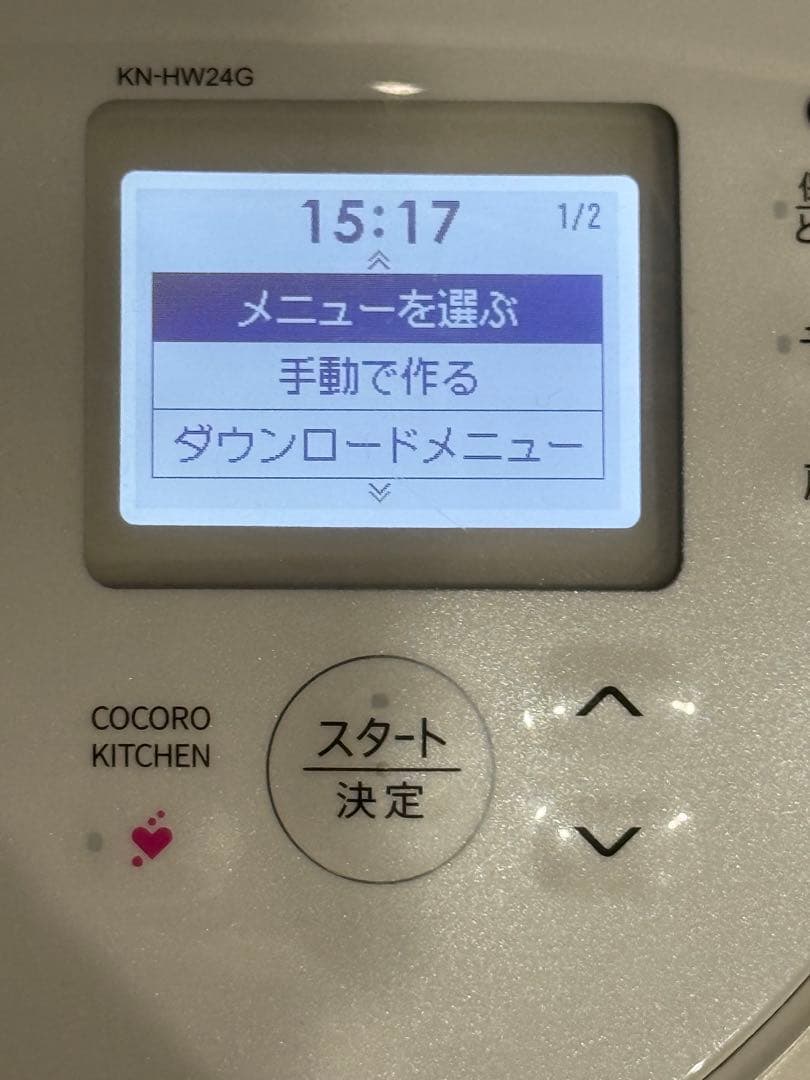 KN-HW24G
15:17
1/2
メニューを選ぶ
手動で作る
ダウンロードメニュー
COCORO
KITCHEN
スタート
決定